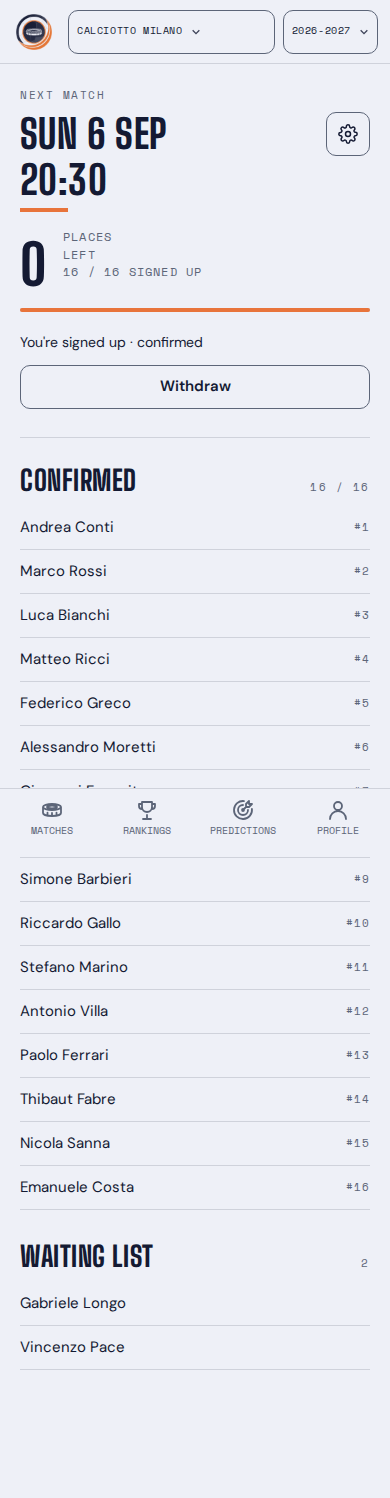 CALCIOTTO MILANO
2026-2027
NEXT MATCH
SUN 6 SEP
20:30
0
PLACES
LEFT
16 / 16 SIGNED UP
You're signed up · confirmed
Withdraw
CONFIRMED
16 / 16
Andrea Conti #1
Marco Rossi #2
Luca Bianchi #3
Matteo Ricci #4
Federico Greco #5
Alessandro Moretti #6
MATCHES
RANKINGS
PREDICTIONS
PROFILE
Simone Barbieri #9
Riccardo Gallo #10
Stefano Marino #11
Antonio Villa #12
Paolo Ferrari #13
Thibaut Fabre #14
Nicola Sanna #15
Emanuele Costa #16
WAITING LIST
2
Gabriele Longo
Vincenzo Pace